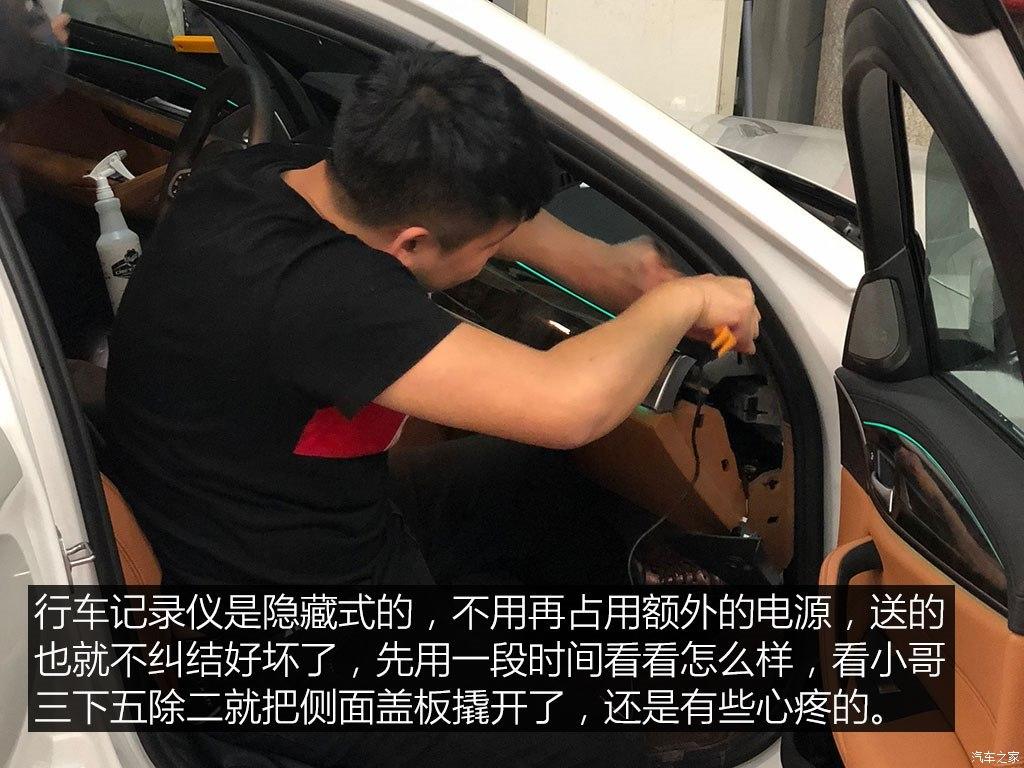 行车记录仪是隐藏式的，不用再占用额外的电源，送的
也就不纠结好坏了，先用一段时间看看怎么样，看小哥
三下五除二就把侧面盖板撬开了，还是有些心疼的。
汽车之家